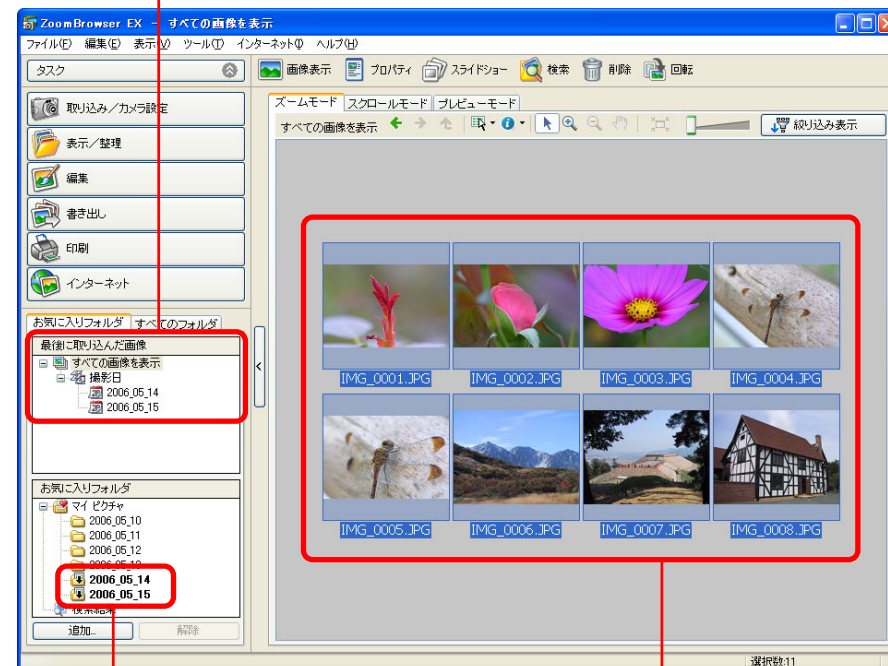 ZoomBrowser EX - すべての画像を表示
ファイル(F) 編集(E) 表示(V) ツール(T) インターネット(I) ヘルプ(H)
タスク
画像表示 プロパティ スライドショー 検索 削除 回転
取り込み／カメラ設定
表示／整理
編集
書き出し
印刷
インターネット
ズームモード スクロールモード プレビューモード
すべての画像を表示
絞り込み表示
お気に入りフォルダ すべてのフォルダ
最後に取り込んだ画像
すべての画像を表示
撮影日
2006_05_14
2006_05_15
お気に入りフォルダ
マイ ピクチャ
2006_05_10
2006_05_11
2006_05_12
2006_05_13
2006_05_14
2006_05_15
検索結果
追加... 解除
IMG_0001.JPG IMG_0002.JPG IMG_0003.JPG IMG_0004.JPG
IMG_0005.JPG IMG_0006.JPG IMG_0007.JPG IMG_0008.JPG
選択数:11